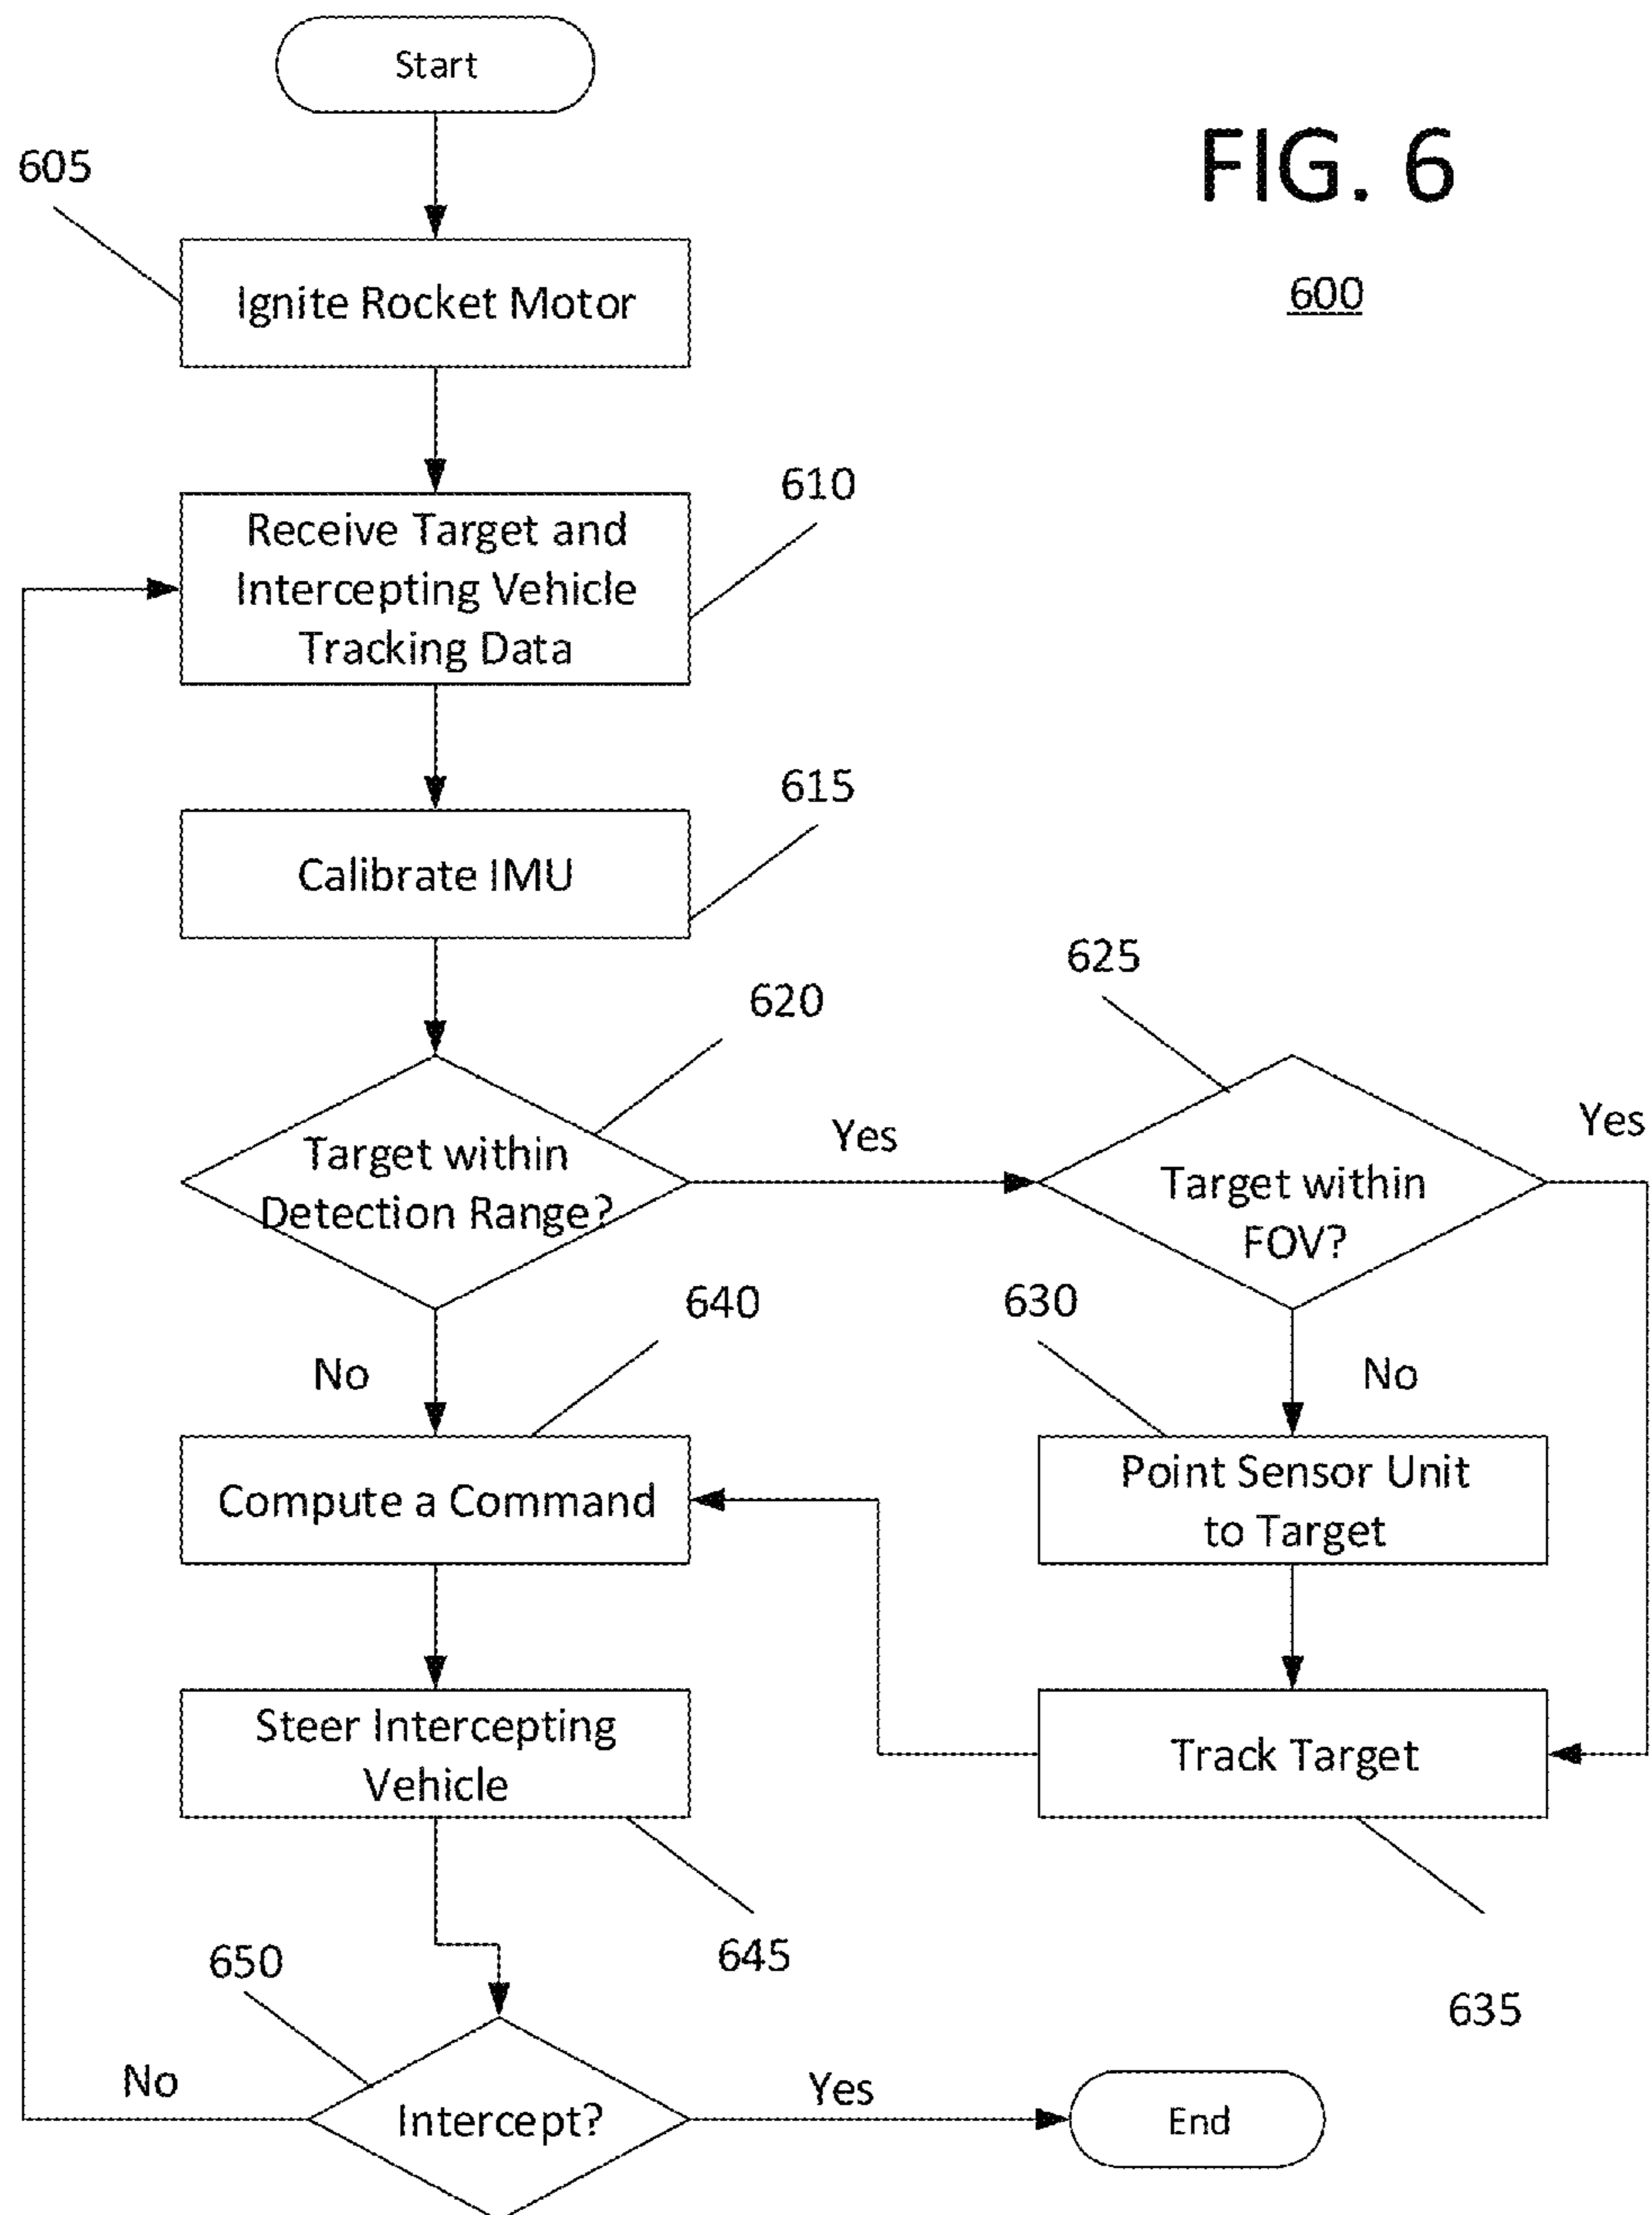 Start
FIG. 6
600
605
Ignite Rocket Motor
610
Receive Target and
Intercepting Vehicle
Tracking Data
615
Calibrate IMU
620
Target within
Detection Range?
Yes
625
Target within
FOV?
Yes
No
640
Compute a Command
630
No
Point Sensor Unit
to Target
Track Target
635
Steer Intercepting
Vehicle
645
650
Intercept?
No
Yes
End